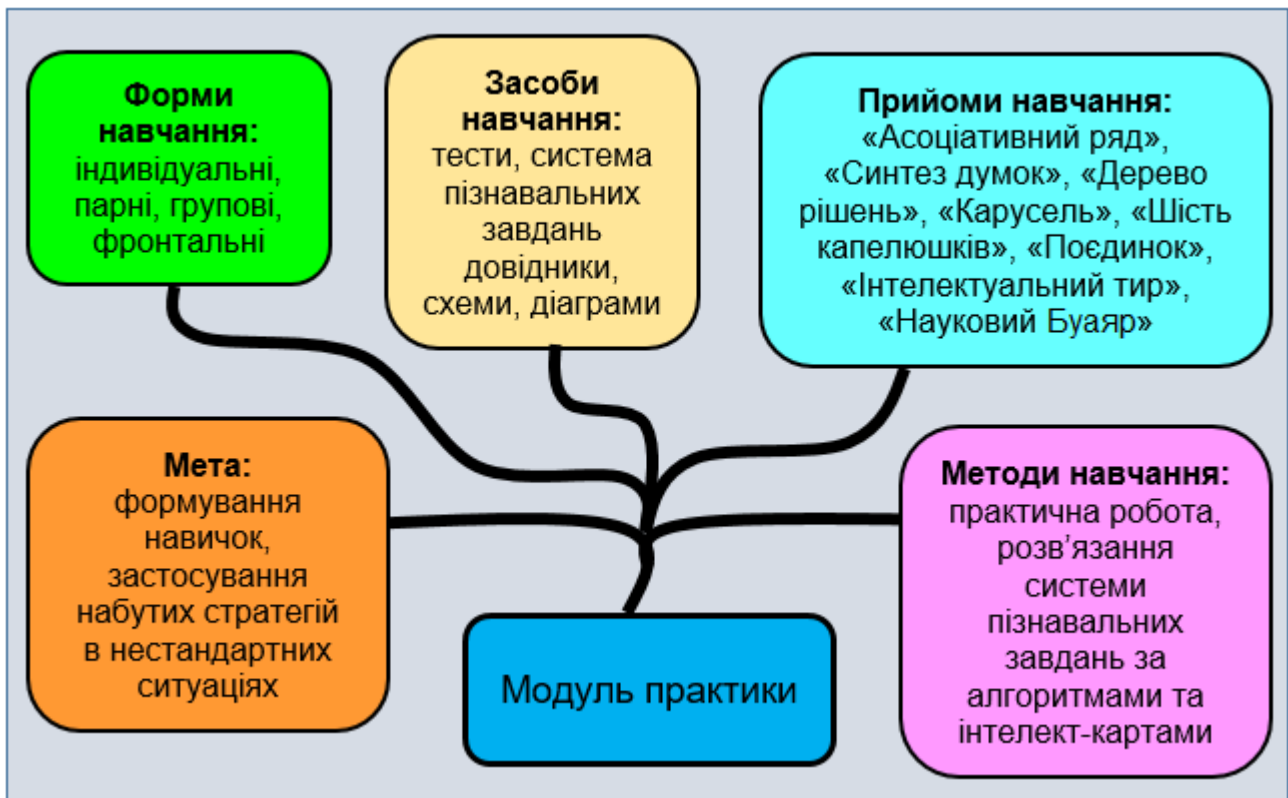 Форми
навчання:
індивідуальні,
парні, групові,
фронтальні
Засоби
навчання:
тести, система
пізнавальних
завдань
довідники,
схеми, діаграми
Прийоми навчання:
«Асоціативний ряд»,
«Синтез думок», «Дерево
рішень», «Карусель», «Шість
капелюшків», «Поєдинок»,
«Інтелектуальний тир»,
«Науковий Буаяр»
Мета:
формування
навичок,
застосування
набутих стратегій
в нестандартних
ситуаціях
Модуль практики
Методи навчання:
практична робота,
розв’язання
системи
пізнавальних
завдань за
алгоритмами та
інтелект-картами